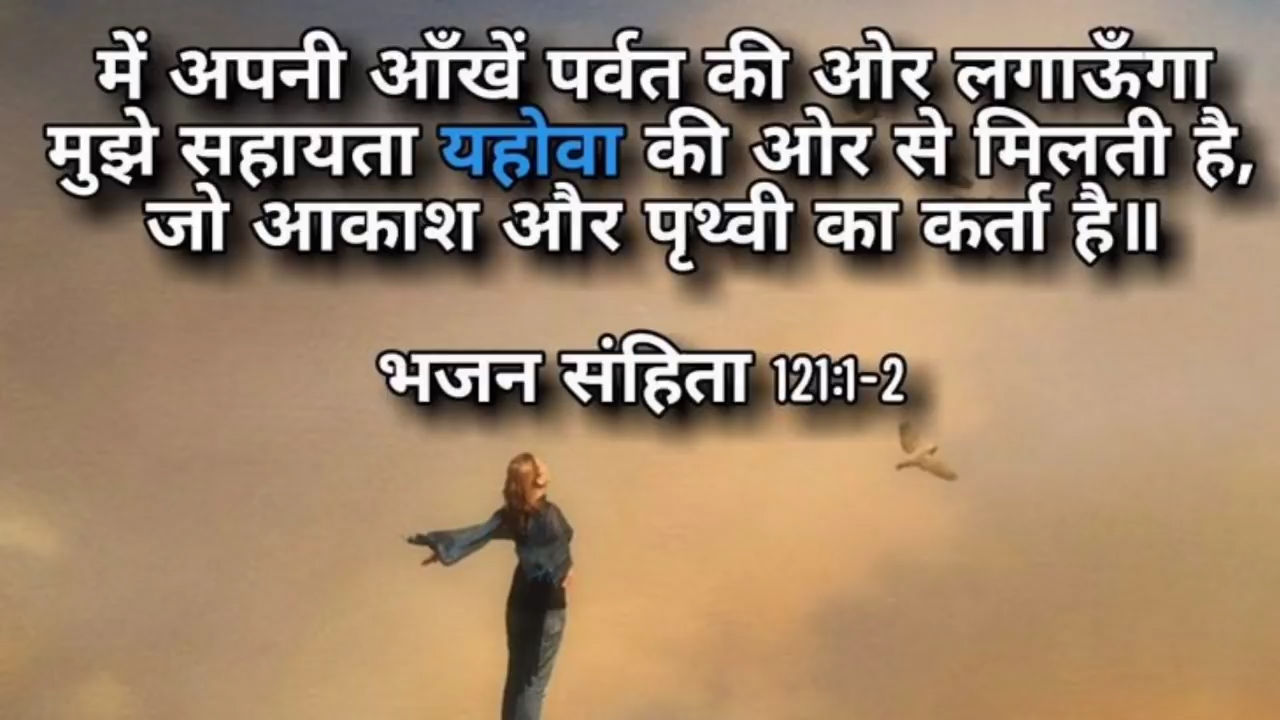 में अपनी आँखें पर्वत की ओर लगाऊँगा
मुझे सहायता यहोवा की ओर से मिलती है,
जो आकाश और पृथ्वी का कर्ता है॥
भजन संहिता 121:1-2